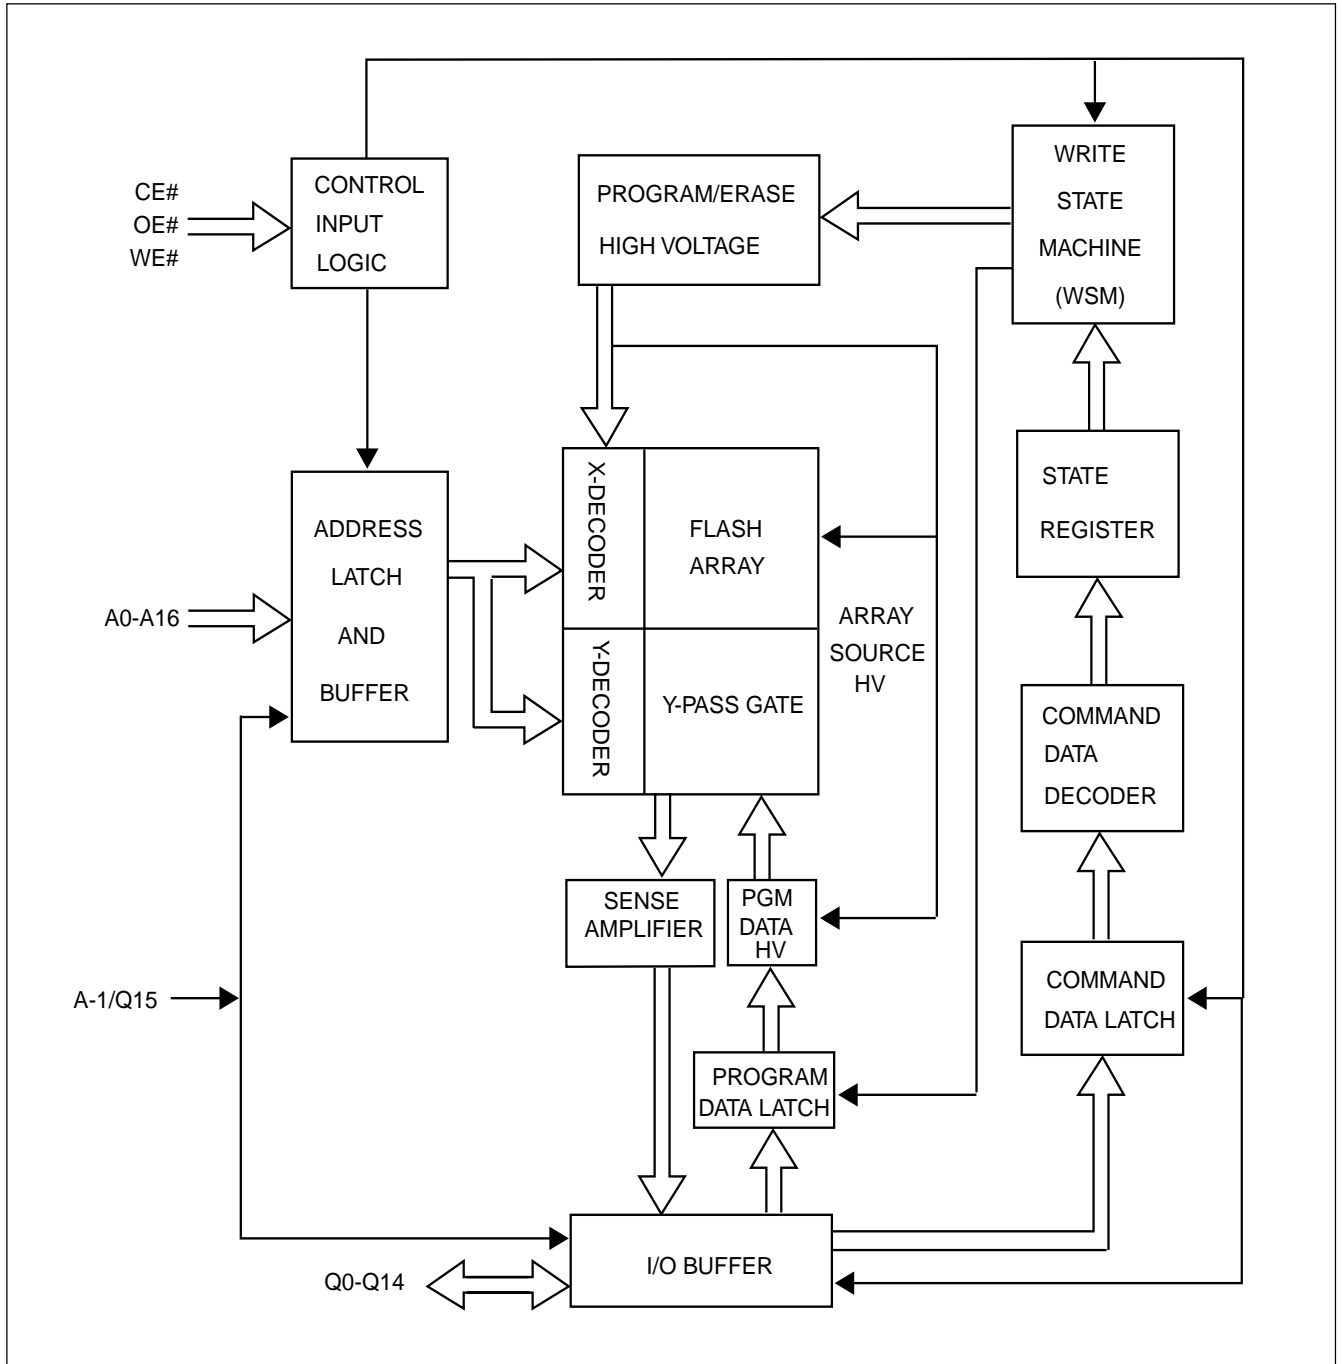 CE#
OE#
WE#
CONTROL
INPUT
LOGIC
PROGRAM/ERASE
HIGH VOLTAGE
WRITE
STATE
MACHINE
(WSM)
STATE
REGISTER
ADDRESS
LATCH
AND
BUFFER
A0-A16
X-DECODER
FLASH
ARRAY
ARRAY
SOURCE
HV
Y-DECODER
Y-PASS GATE
COMMAND
DATA
DECODER
SENSE
AMPLIFIER
PGM
DATA
HV
COMMAND
DATA LATCH
A-1/Q15
PROGRAM
DATA LATCH
I/O BUFFER
Q0-Q14